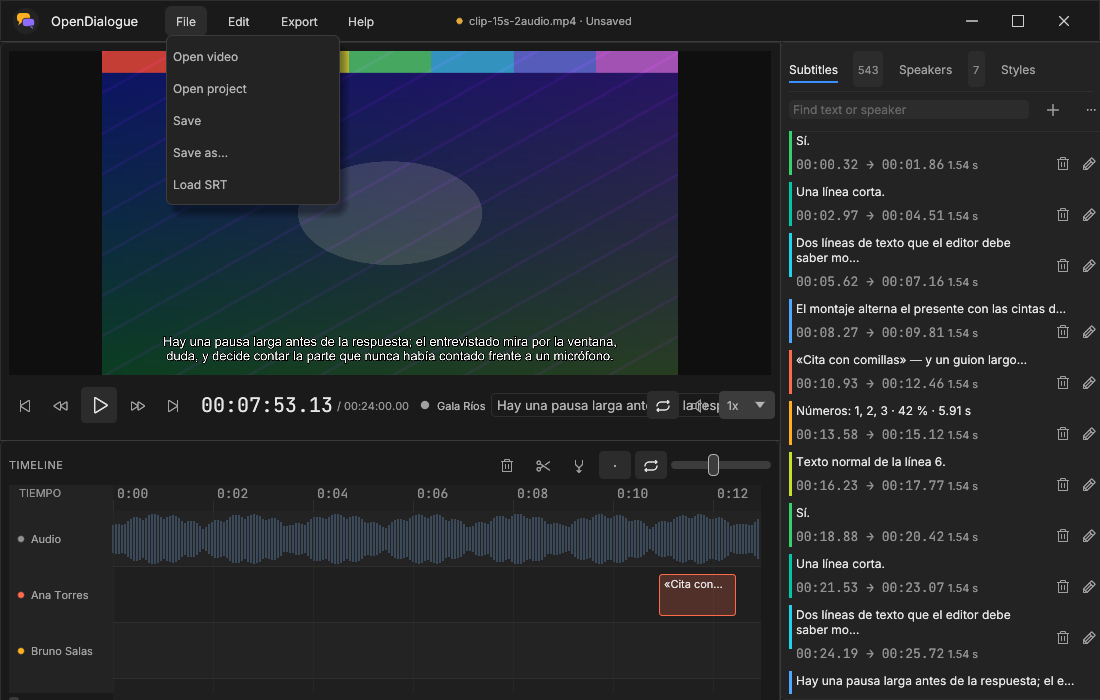 OpenDialogue
File
Edit
Export
Help
clip-15s-2audio.mp4 · Unsaved
Open video
Open project
Save
Save as...
Load SRT
Hay una pausa larga antes de la respuesta; el entrevistado mira por la ventana,
duda, y decide contar la parte que nunca había contado frente a un micrófono.
00:07:53.13 / 00:24:00.00
Gala Ríos
Hay una pausa larga
1x
TIMELINE
TIEMPO
0:00 0:02 0:04 0:06 0:08 0:10 0:12
Audio
Ana Torres
«Cita con...
Bruno Salas
Subtitles 543 Speakers 7 Styles
Find text or speaker
Sí.
00:00.32 → 00:01.86 1.54 s
Una línea corta.
00:02.97 → 00:04.51 1.54 s
Dos líneas de texto que el editor debe
saber mo...
00:05.62 → 00:07.16 1.54 s
El montaje alterna el presente con las cintas d...
00:08.27 → 00:09.81 1.54 s
«Cita con comillas» — y un guion largo...
00:10.93 → 00:12.46 1.54 s
Números: 1, 2, 3 · 42 % · 5.91 s
00:13.58 → 00:15.12 1.54 s
Texto normal de la línea 6.
00:16.23 → 00:17.77 1.54 s
Sí.
00:18.88 → 00:20.42 1.54 s
Una línea corta.
00:21.53 → 00:23.07 1.54 s
Dos líneas de texto que el editor debe
saber mo...
00:24.19 → 00:25.72 1.54 s
Hay una pausa larga antes de la respuesta; el e...